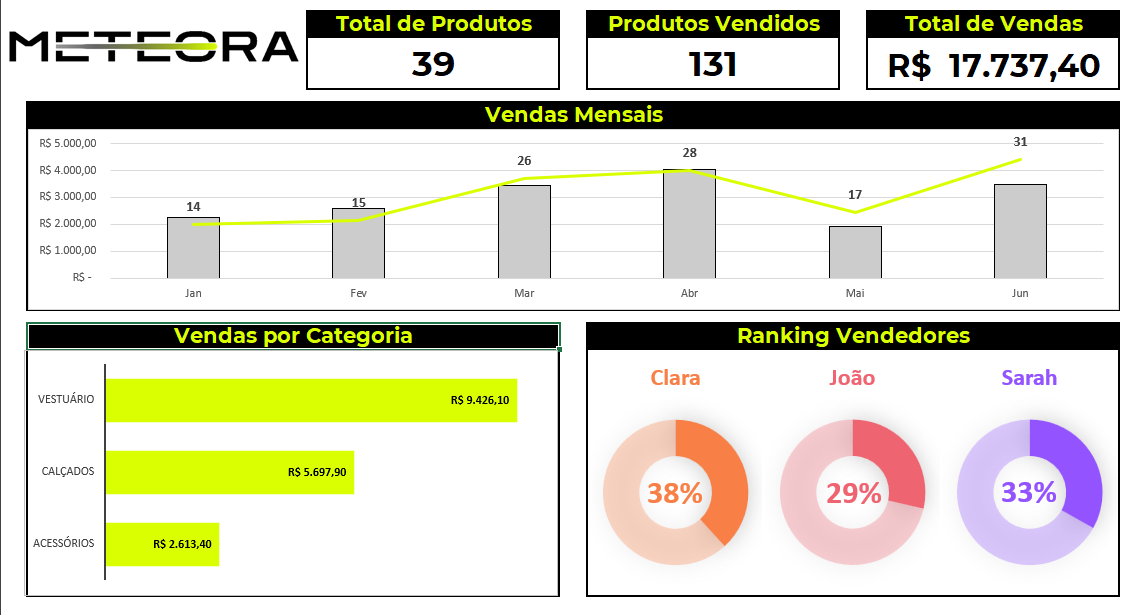 METEORA
Total de Produtos
39
Produtos Vendidos
131
Total de Vendas
R$ 17.737,40
Vendas Mensais
R$ 5.000,00
R$ 4.000,00
R$ 3.000,00
R$ 2.000,00
R$ 1.000,00
R$ -
14
15
26
28
17
31
Jan
Fev
Mar
Abr
Mai
Jun
Vendas por Categoria
VESTUÁRIO
R$ 9.426,10
CALÇADOS
R$ 5.697,90
ACESSÓRIOS
R$ 2.613,40
Ranking Vendedores
Clara
João
Sarah
38%
29%
33%